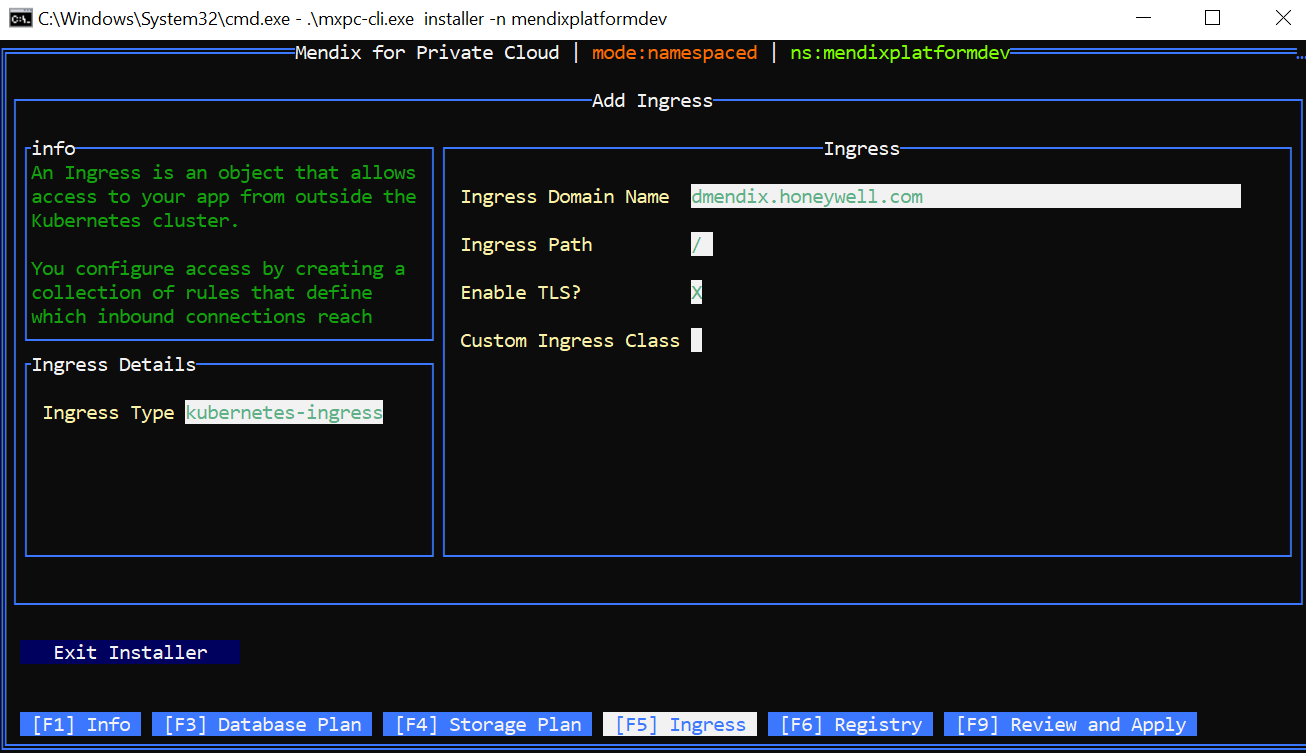 C:\Windows\System32\cmd.exe - .\mxpc-cli.exe  installer -n mendixplatformdev
Mendix for Private Cloud | mode:namespaced | ns:mendixplatformdev
Add Ingress
info
An Ingress is an object that allows
access to your app from outside the
Kubernetes cluster.
You configure access by creating a
collection of rules that define
which inbound connections reach
Ingress Details
Ingress Type kubernetes-ingress
Ingress
Ingress Domain Name dmendix.honeywell.com
Ingress Path /
Enable TLS? X
Custom Ingress Class
Exit Installer
[F1] Info [F3] Database Plan [F4] Storage Plan [F5] Ingress [F6] Registry [F9] Review and Apply